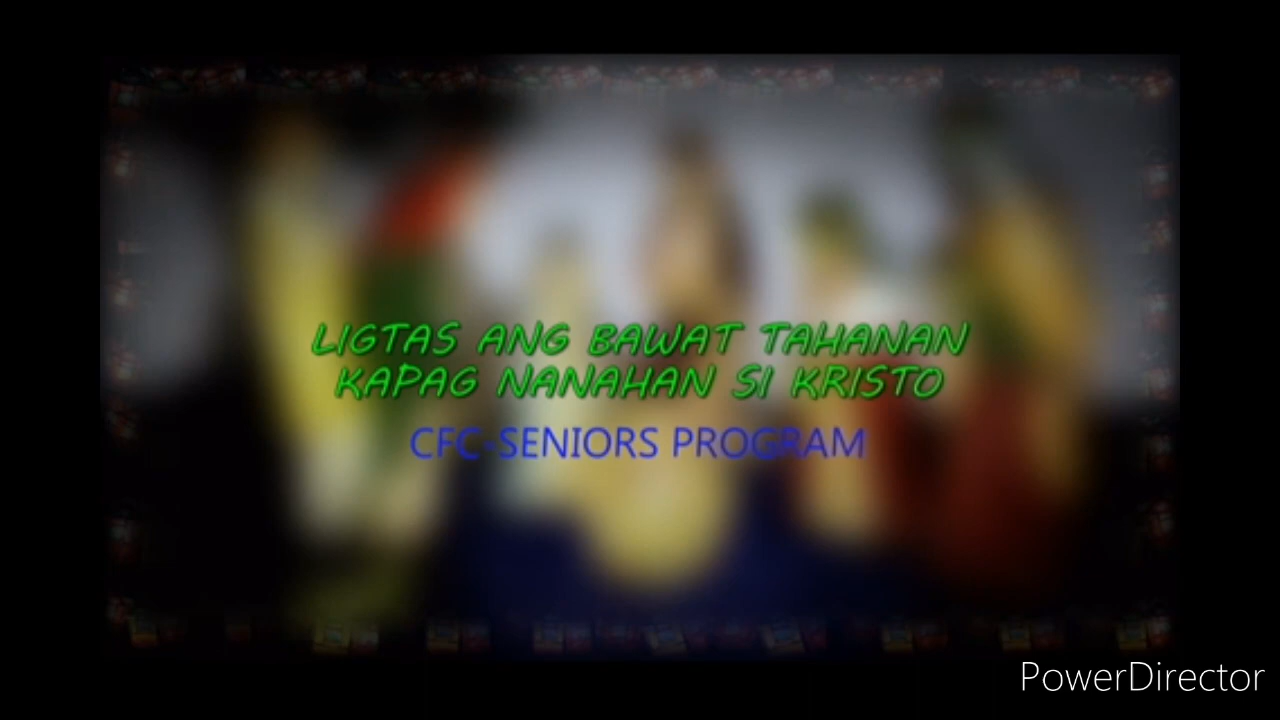 LIGTAS ANG BAWAT TAHANAN
KAPAG NANAHAN SI KRISTO
CFC-SENIORS PROGRAM
PowerDirector